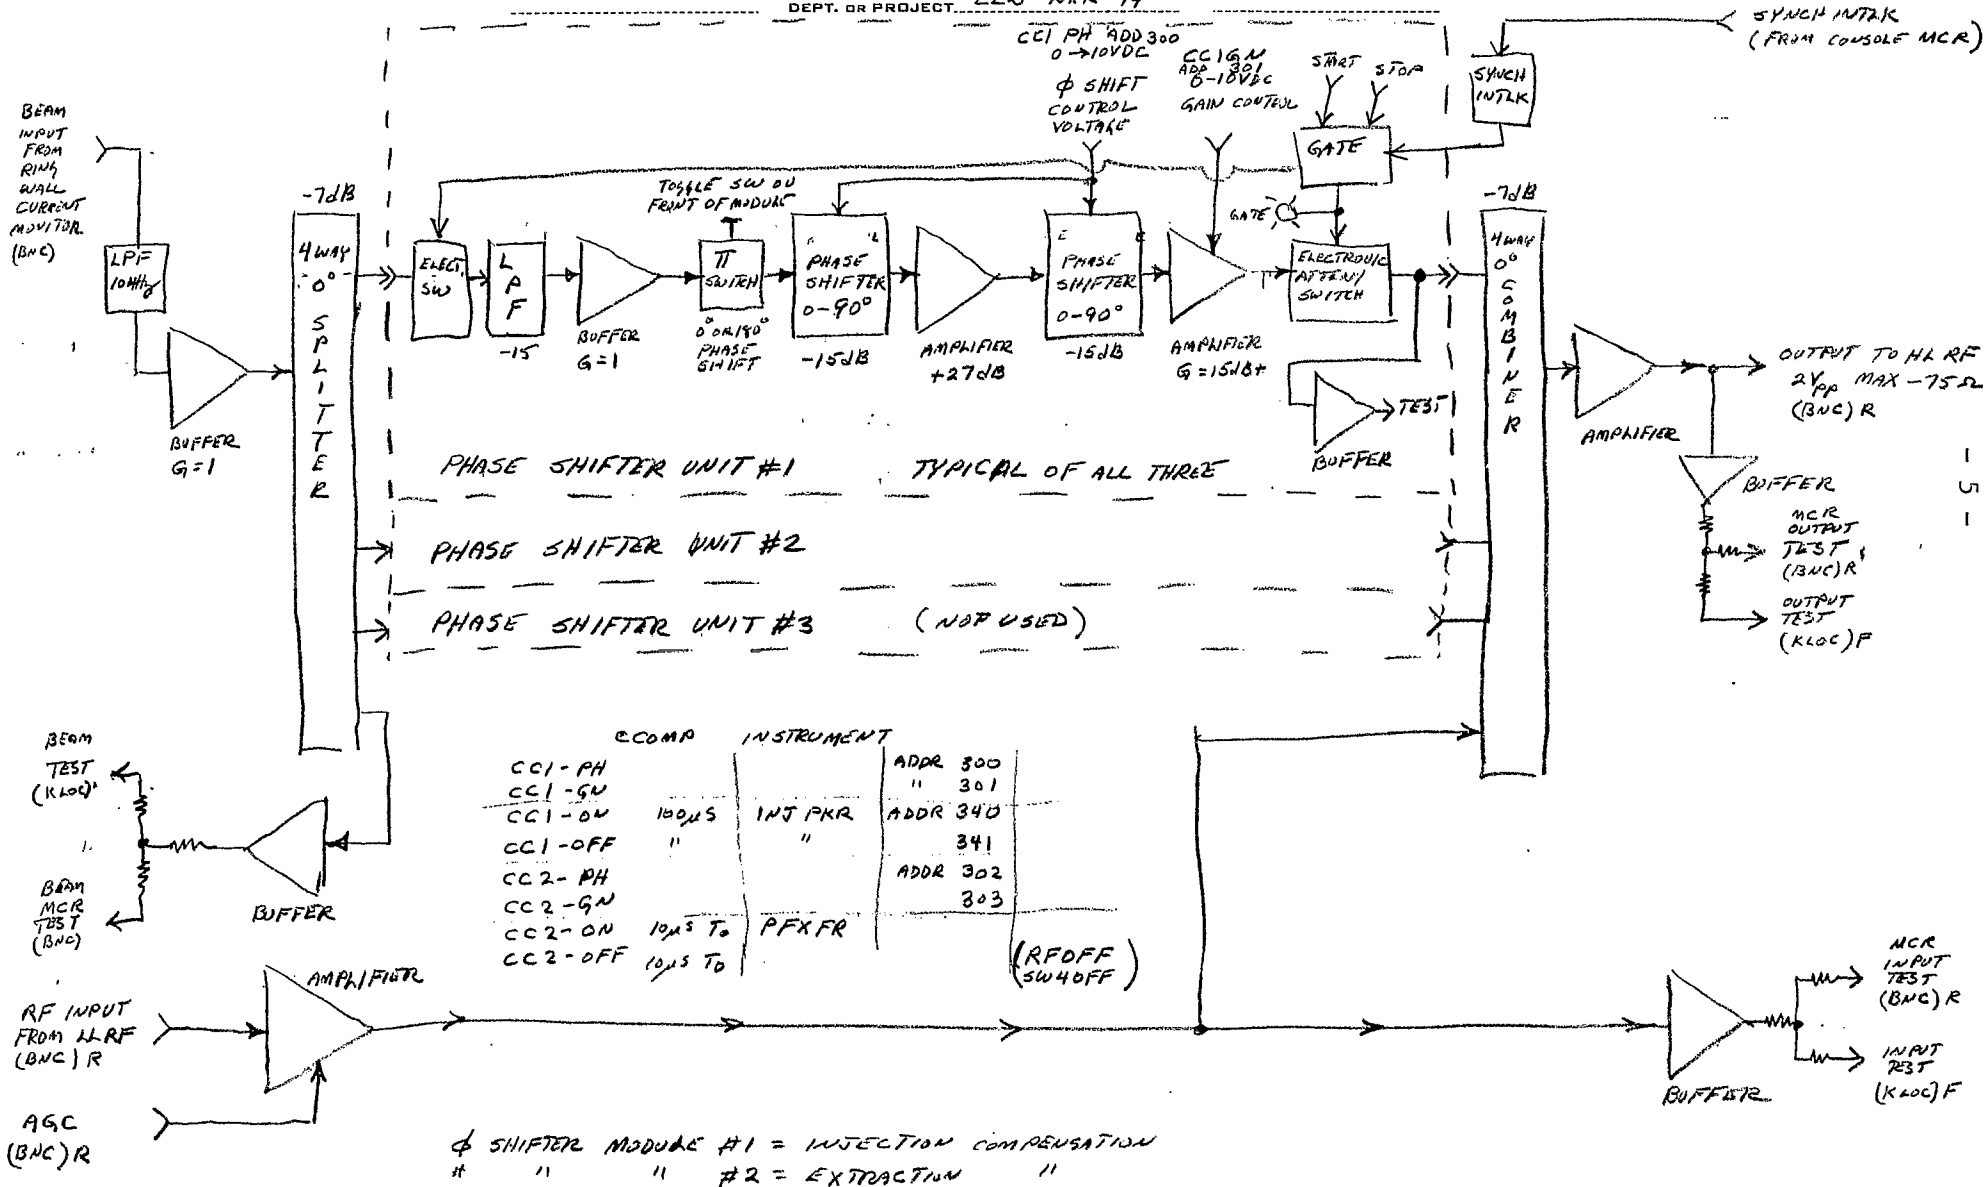 DEPT. OR PROJECT
SYNCH INTLK
(FROM CONSOLE MCR)
CC1 PH ADD 300
0→10VDC
φ SHIFT
CONTROL
VOLTAGE
CC1GN
ADD 301
0-10VDC
GAIN CONTROL
START
STOP
SYNCH
INTLK
GATE
BEAM
INPUT
FROM
RING
WALL
CURRENT
MONITOR
(BNC)
LPF
BUFFER
G=1
-7dB
4 WAY
0°
SPLITTER
TOGGLE SW ON
FRONT OF MODULE
ELECT.
SW
LPF
-15
BUFFER
G=1
π
SWITCH
0° OR 180°
PHASE
SHIFT
PHASE
SHIFTER
0-90°
-15dB
AMPLIFIER
+27dB
PHASE
SHIFTER
0-90°
-15dB
AMPLIFIER
G=15dB+
GATE
ELECTRONIC
ATTEN/
SWITCH
TEST
BUFFER
-7dB
4 WAY
0°
COMBINER
AMPLIFIER
OUTPUT TO HL RF
2Vpp MAX -75Ω
(BNC) R
BUFFER
MCR
OUTPUT
TEST
(BNC) R
OUTPUT
TEST
(KLOC) F
- 5 -
PHASE SHIFTER UNIT #1 TYPICAL OF ALL THREE
PHASE SHIFTER UNIT #2
PHASE SHIFTER UNIT #3 (NOT USED)
BEAM
TEST
(KLOC)
BEAM
MCR
TEST
(BNC)
BUFFER
CCOMP INSTRUMENT
CC1-PH ADDR 300
CC1-GN " 301
CC1-ON 100µS INJ PKR ADDR 340
CC1-OFF " " 341
CC2-PH ADDR 302
CC2-GN 303
CC2-ON 10µS To PFXFR
CC2-OFF 10µS To
(RFOFF
SW4OFF)
AMPLIFIER
RF INPUT
FROM LLRF
(BNC) R
AGC
(BNC) R
BUFFER
MCR
INPUT
TEST
(BNC) R
INPUT
TEST
(KLOC) F
φ SHIFTER MODULE #1 = INJECTION COMPENSATION
" " " #2 = EXTRACTION "